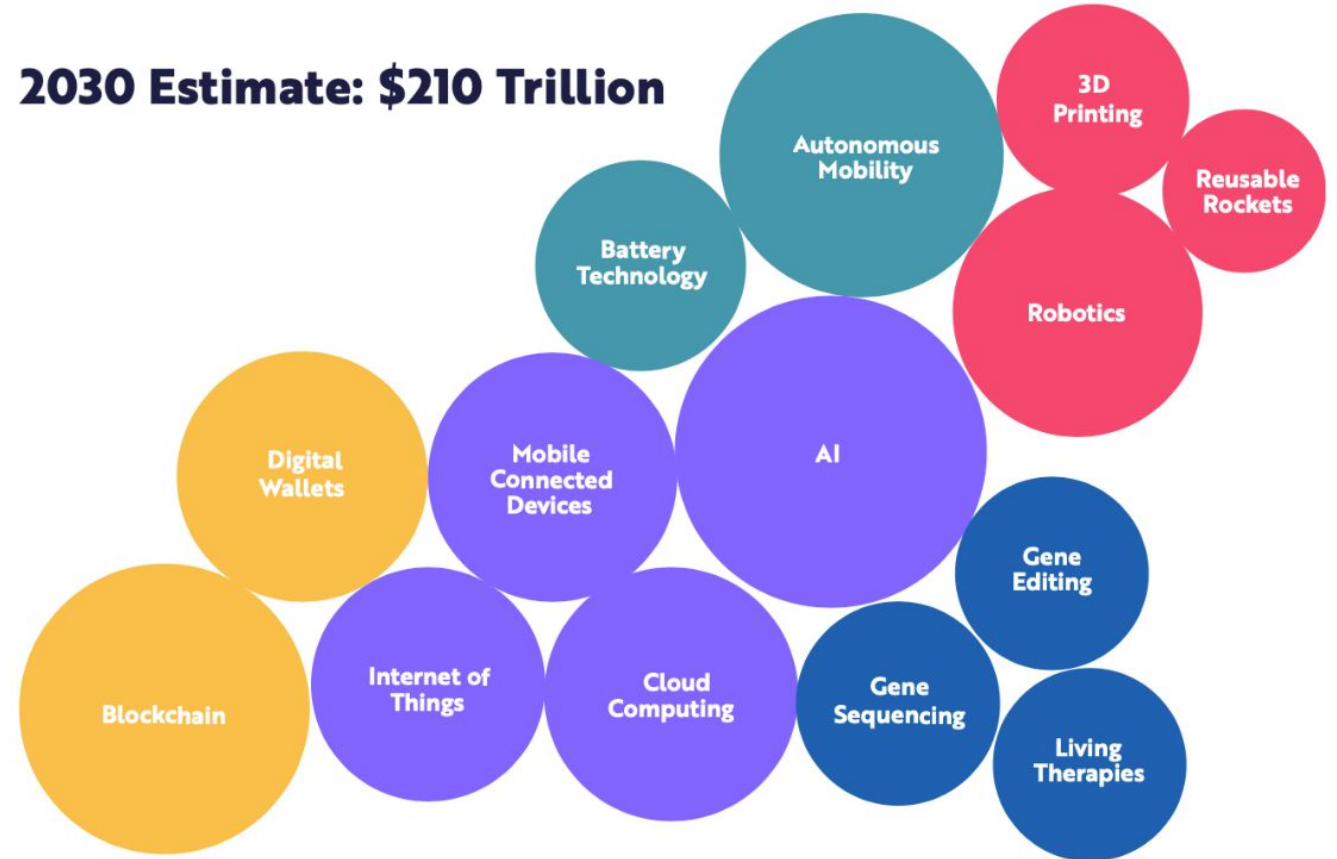 2030 Estimate: $210 Trillion
3D
Printing
Autonomous
Mobility
Reusable
Rockets
Battery
Technology
Robotics
Digital
Wallets
Mobile
Connected
Devices
AI
Gene
Editing
Blockchain
Internet of
Things
Cloud
Computing
Gene
Sequencing
Living
Therapies